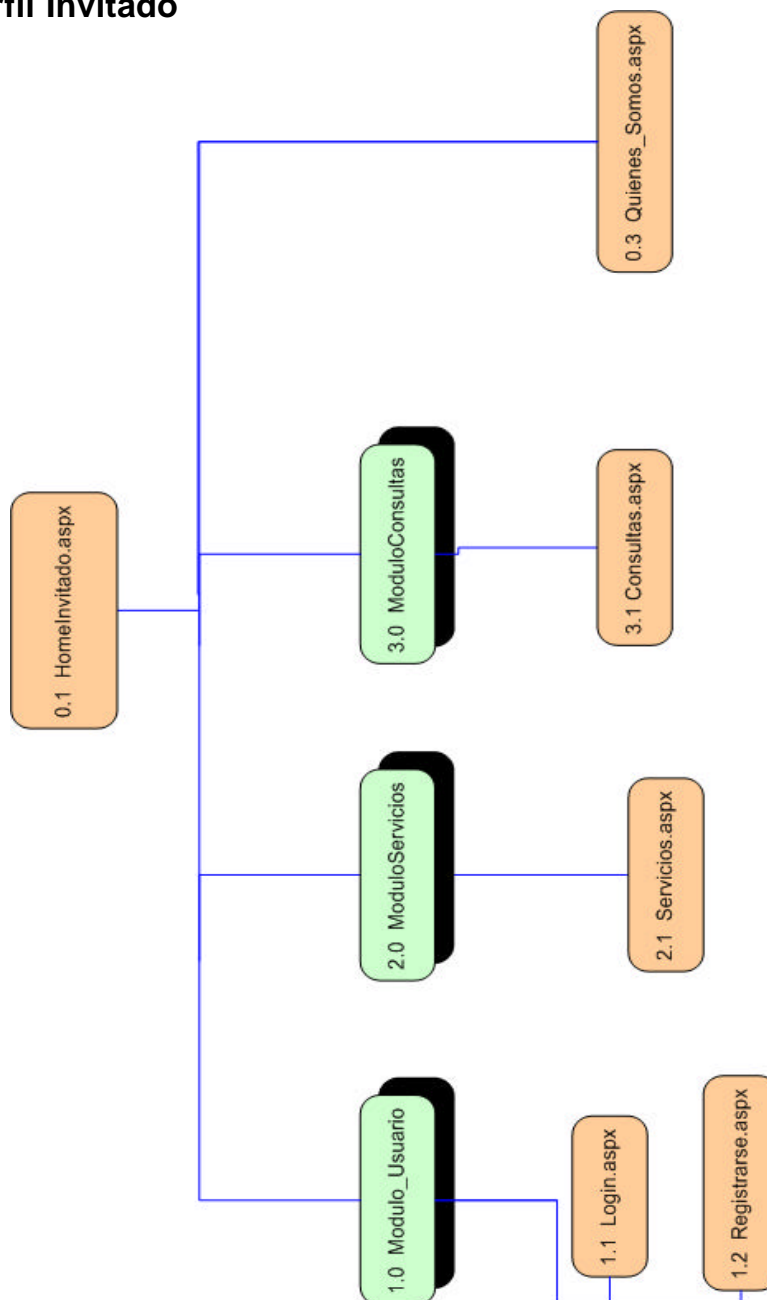 rfil Invitado
0.1 HomeInvitado.aspx
1.0 Modulo_Usuario
2.0 ModuloServicios
3.0 ModuloConsultas
0.3 Quienes_Somos.aspx
1.1 Login.aspx
1.2 Registrarse.aspx
2.1 Servicios.aspx
3.1 Consultas.aspx